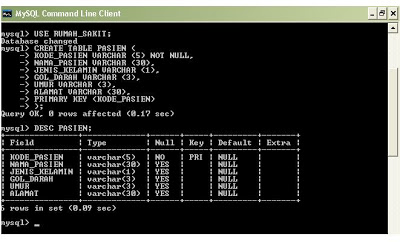 MySQL Command Line Client
mysql> USE RUMAH_SAKIT;
Database changed
mysql> CREATE TABLE PASIEN (
    -> KODE_PASIEN VARCHAR (5) NOT NULL,
    -> NAMA_PASIEN VARCHAR (30),
    -> JENIS_KELAMIN VARCHAR (1),
    -> GOL_DARAH VARCHAR (3),
    -> UMUR VARCHAR (3),
    -> ALAMAT VARCHAR (30),
    -> PRIMARY KEY (KODE_PASIEN)
    -> );
Query OK, 0 rows affected (0.17 sec)
mysql> DESC PASIEN;
+---------------+-------------+------+-----+---------+-------+
| Field         | Type        | Null | Key | Default | Extra |
+---------------+-------------+------+-----+---------+-------+
| KODE_PASIEN   | varchar(5)  | NO   | PRI | NULL    |       |
| NAMA_PASIEN   | varchar(30) | YES  |     | NULL    |       |
| JENIS_KELAMIN | varchar(1)  | YES  |     | NULL    |       |
| GOL_DARAH     | varchar(3)  | YES  |     | NULL    |       |
| UMUR          | varchar(3)  | YES  |     | NULL    |       |
| ALAMAT        | varchar(30) | YES  |     | NULL    |       |
+---------------+-------------+------+-----+---------+-------+
6 rows in set (0.09 sec)
mysql> _